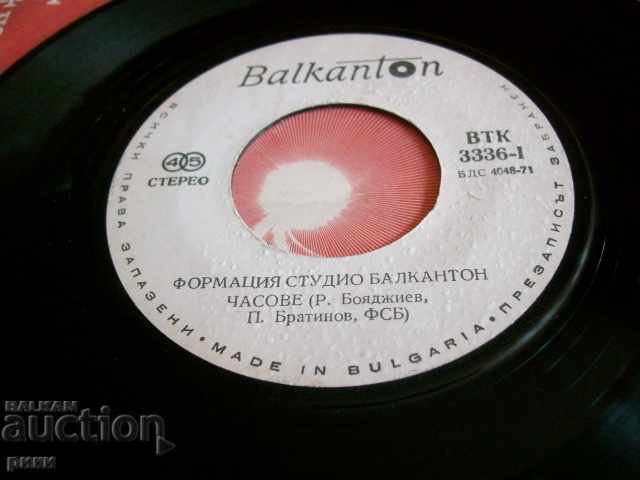 Balkanton
ВСИЧКИ ПРАВА ЗАПАЗЕНИ • MADE IN BULGARIA • ПРЕЗАПИСЪТ ЗАБРАНЕН
45
СТЕРЕО
ВТК
3336-I
БДС 4048-71
ФОРМАЦИЯ СТУДИО БАЛКАНТОН
ЧАСОВЕ (Р. Бояджиев,
П. Братинов, ФСБ)
BALKAN
auction
рики